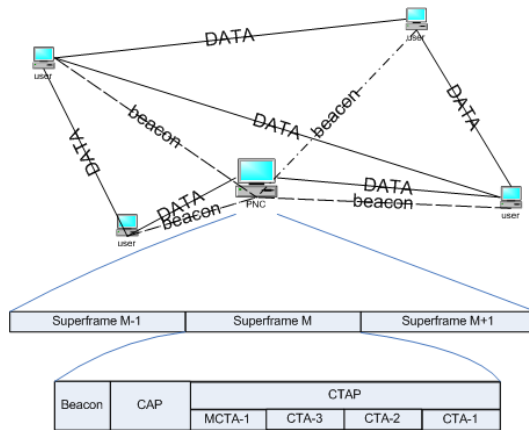 DATA
user
user
beacon
beacon
DATA
DATA
DATA
DATA
DATA
beacon
beacon
PNC
user
user
Superframe M-1 Superframe M Superframe M+1
Beacon CAP CTAP
MCTA-1 CTA-3 CTA-2 CTA-1